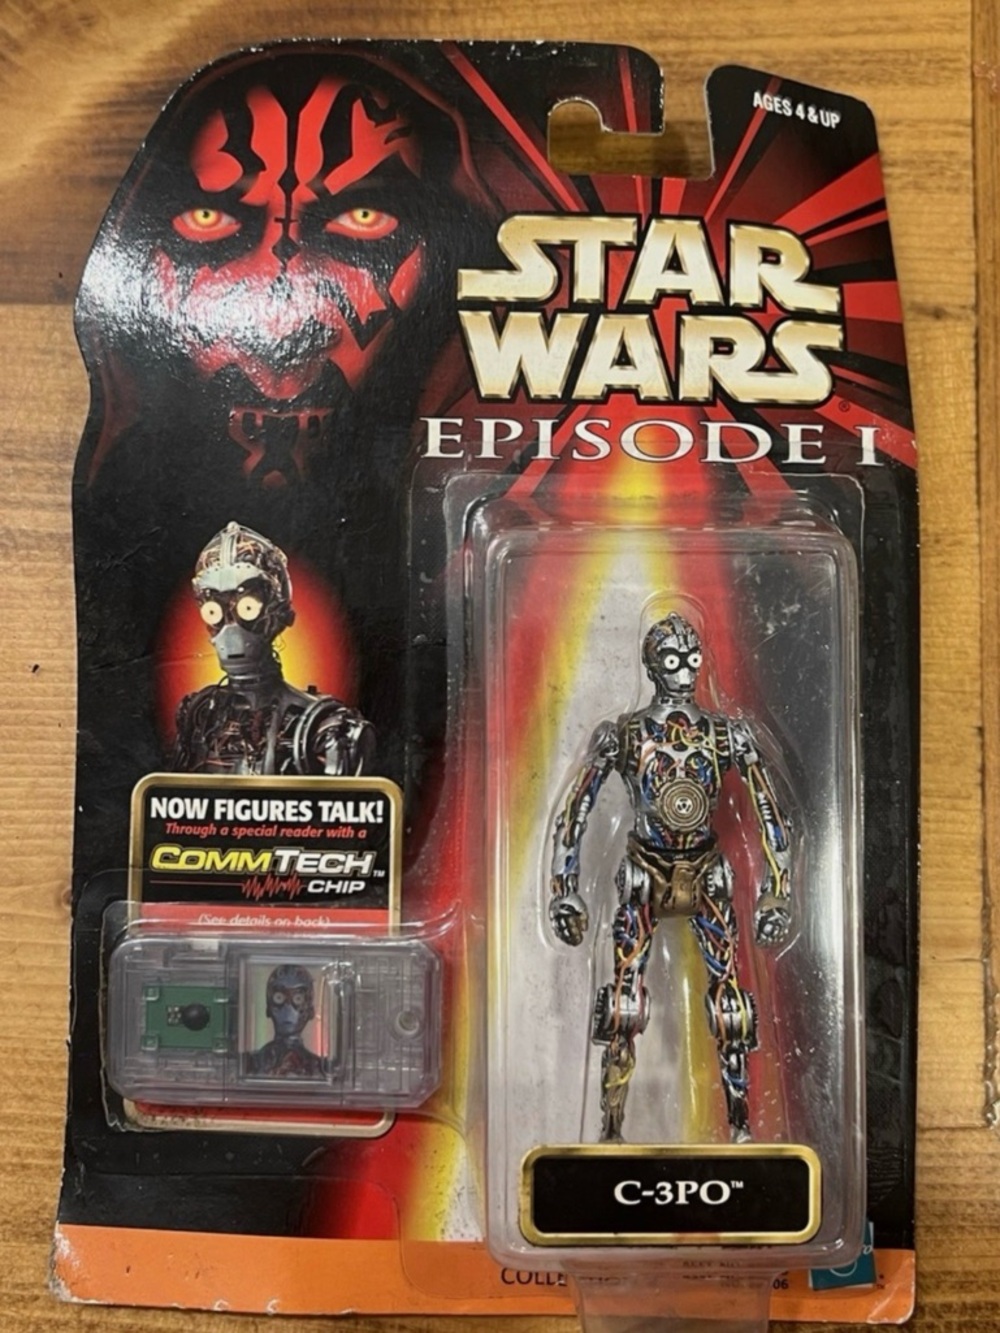 AGES 4 & UP
STAR
WARS®
EPISODE I
NOW FIGURES TALK!
Through a special reader with a
COMMTECH™
CHIP
(See details on back)
C-3PO™